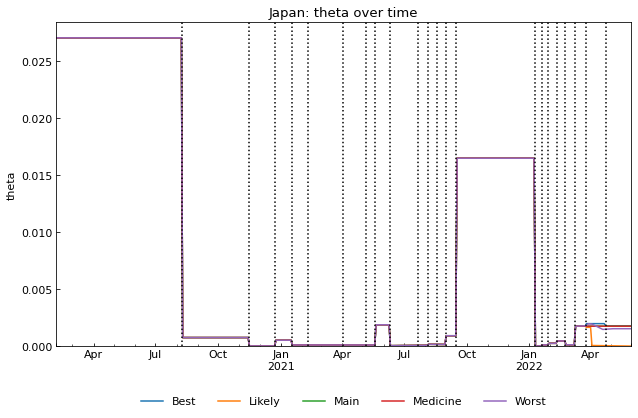 Japan: theta over time
theta
0.025
0.020
0.015
0.010
0.005
0.000
Apr Jul Oct Jan Apr Jul Oct Jan Apr
2021 2022
Best Likely Main Medicine Worst